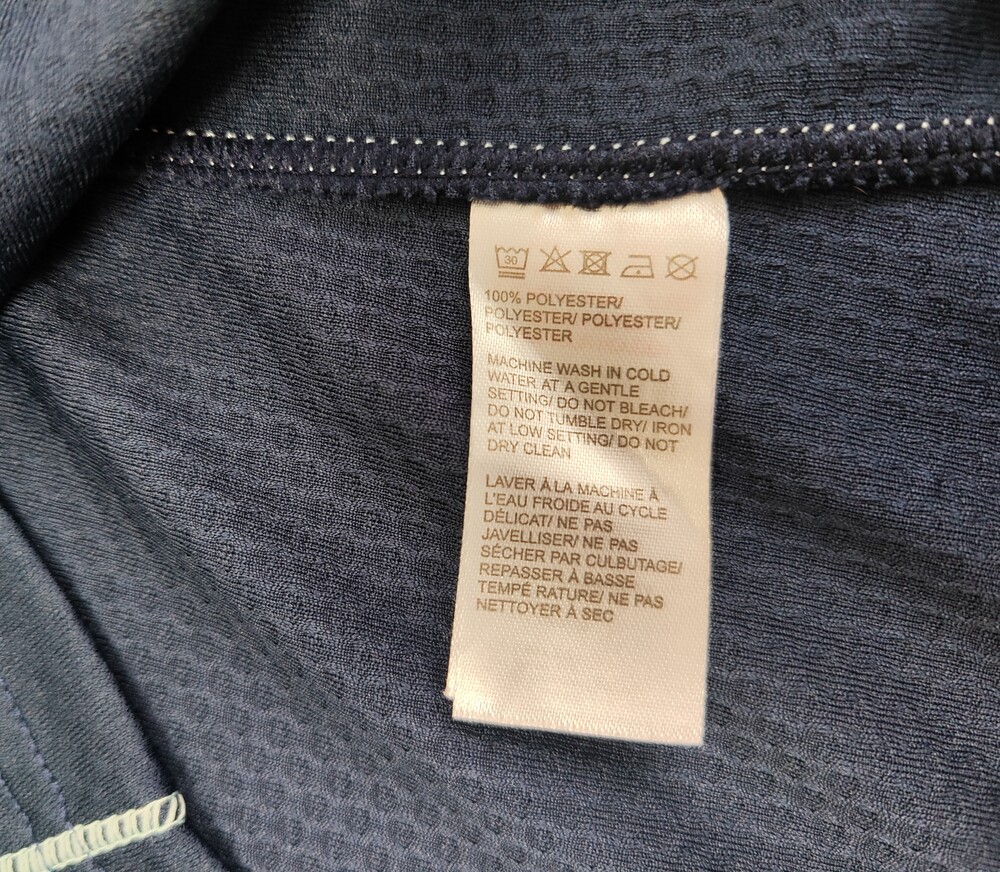 30
100% POLYESTER/
POLYESTER/ POLYESTER/
POLYESTER
MACHINE WASH IN COLD
WATER AT A GENTLE
SETTING/ DO NOT BLEACH/
DO NOT TUMBLE DRY/ IRON
AT LOW SETTING/ DO NOT
DRY CLEAN
LAVER À LA MACHINE À
L'EAU FROIDE AU CYCLE
DÉLICAT/ NE PAS
JAVELLISER/ NE PAS
SÉCHER PAR CULBUTAGE/
REPASSER À BASSE
TEMPÉ RATURE/ NE PAS
NETTOYER À SEC